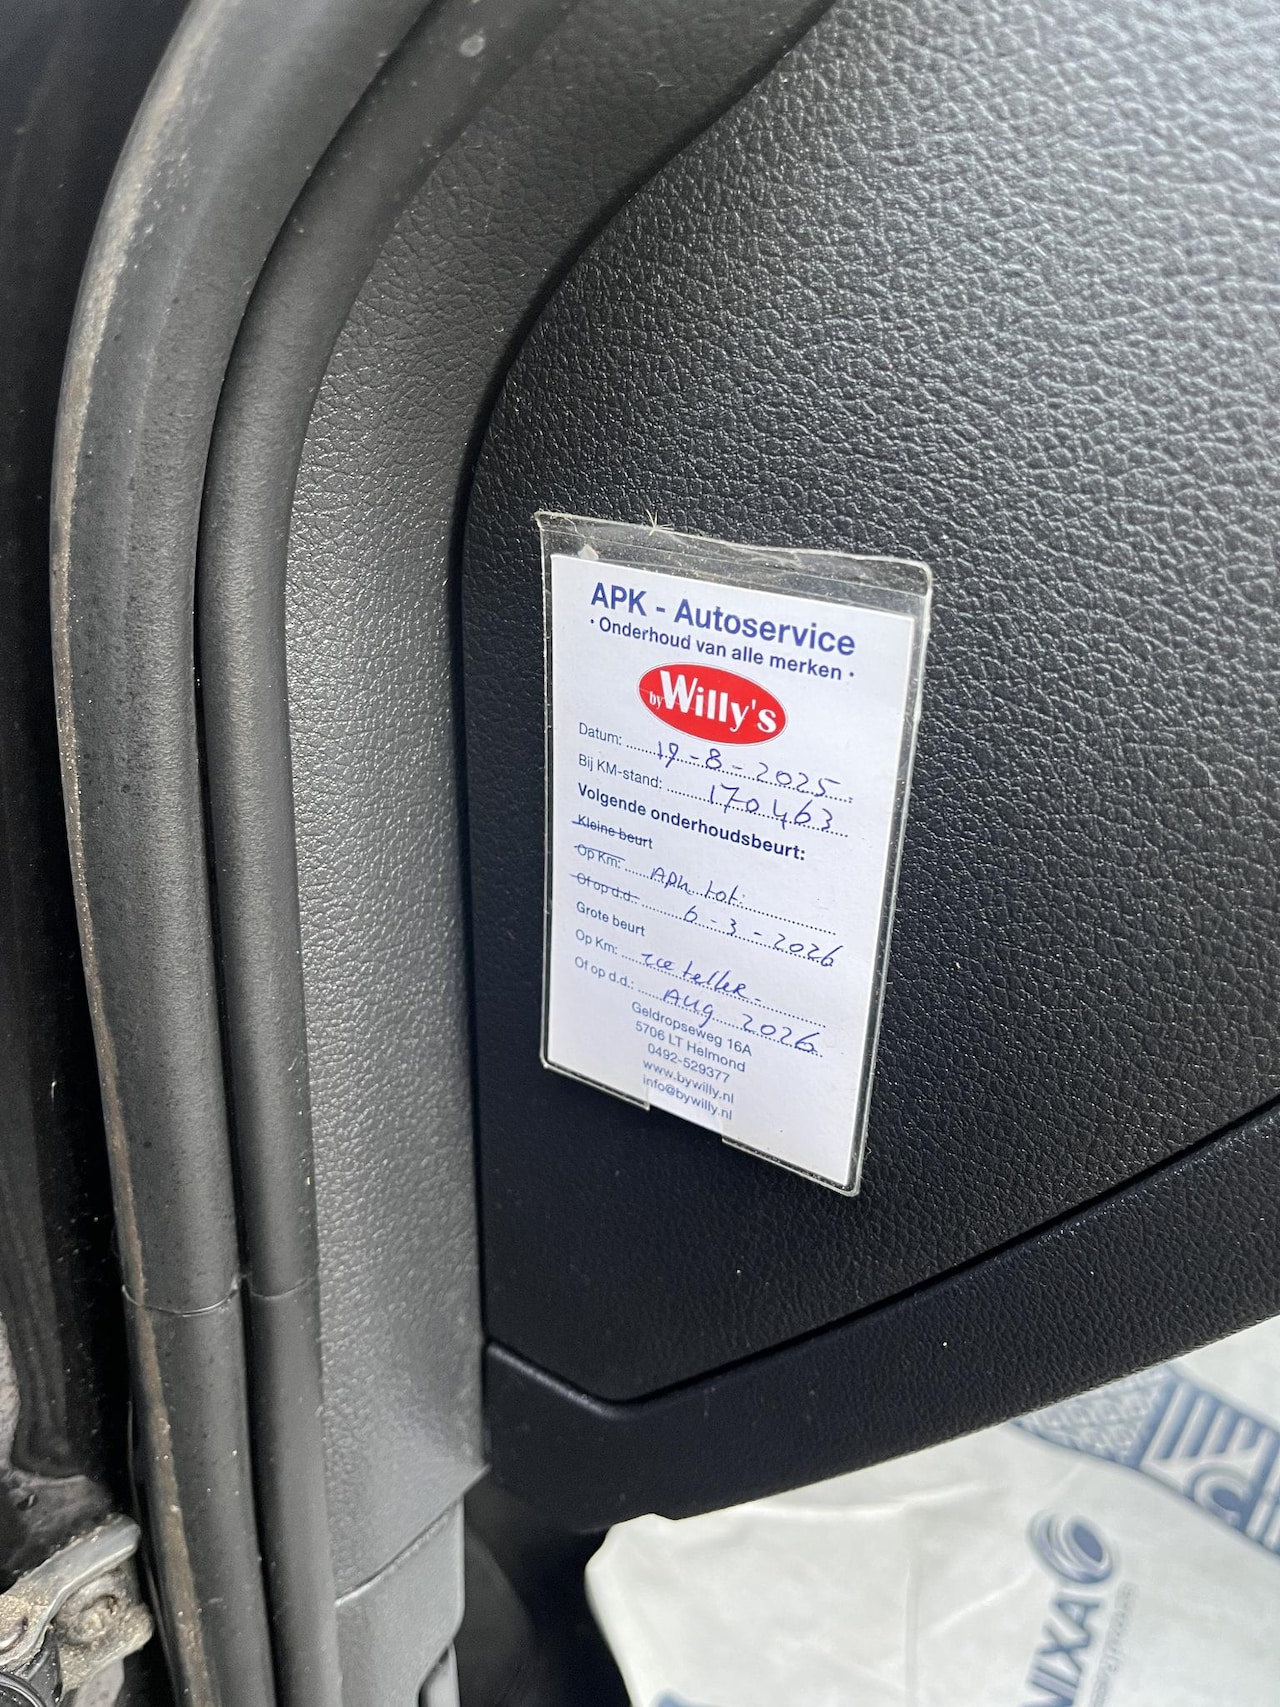 APK - Autoservice
· Onderhoud van alle merken ·
by Willy's
Datum: 19-8-2025
Bij KM-stand: 170463
Volgende onderhoudsbeurt:
Kleine beurt
Op Km: APK tot:
Of op d.d.: 6-3-2026
Grote beurt
Op Km: zie teller
Of op d.d.: Aug 2026
Geldropseweg 16A
5706 LT Helmond
0492-529377
www.bywilly.nl
info@bywilly.nl
NIXA